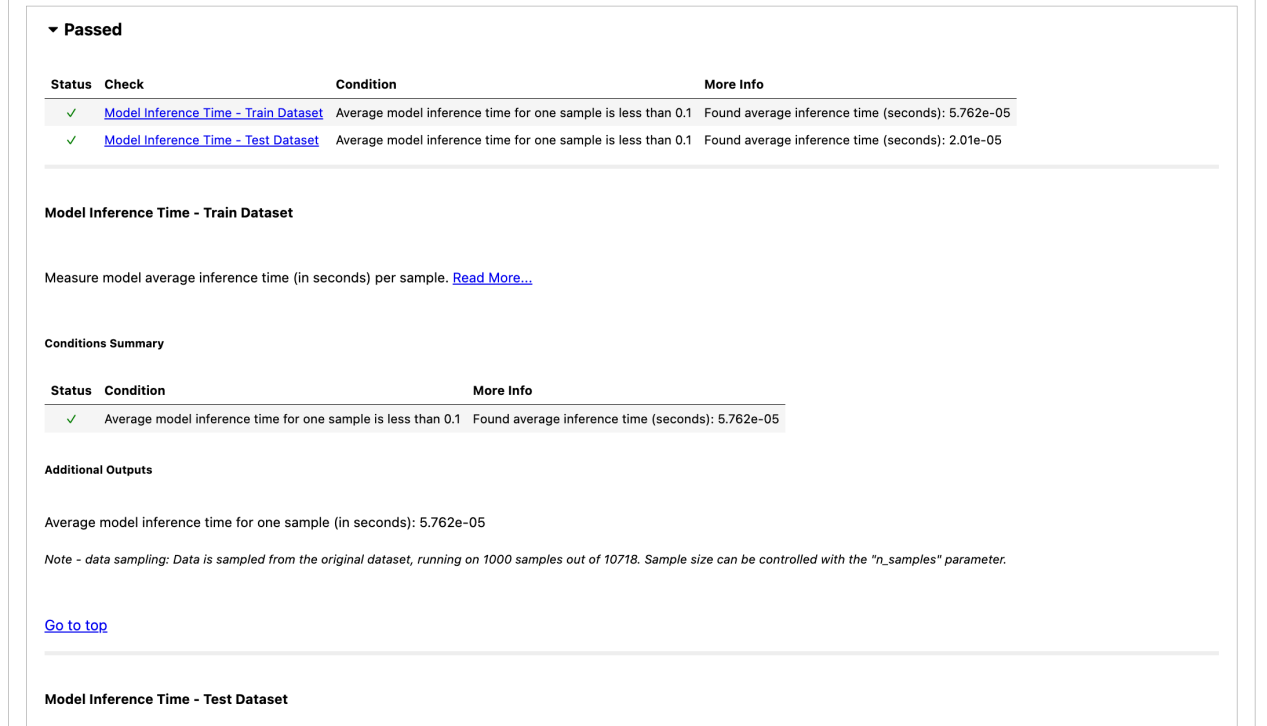 Passed
Status Check Condition More Info
✓ Model Inference Time - Train Dataset Average model inference time for one sample is less than 0.1 Found average inference time (seconds): 5.762e-05
✓ Model Inference Time - Test Dataset Average model inference time for one sample is less than 0.1 Found average inference time (seconds): 2.01e-05
Model Inference Time - Train Dataset
Measure model average inference time (in seconds) per sample. Read More...
Conditions Summary
Status Condition More Info
✓ Average model inference time for one sample is less than 0.1 Found average inference time (seconds): 5.762e-05
Additional Outputs
Average model inference time for one sample (in seconds): 5.762e-05
Note - data sampling: Data is sampled from the original dataset, running on 1000 samples out of 10718. Sample size can be controlled with the "n_samples" parameter.
Go to top
Model Inference Time - Test Dataset